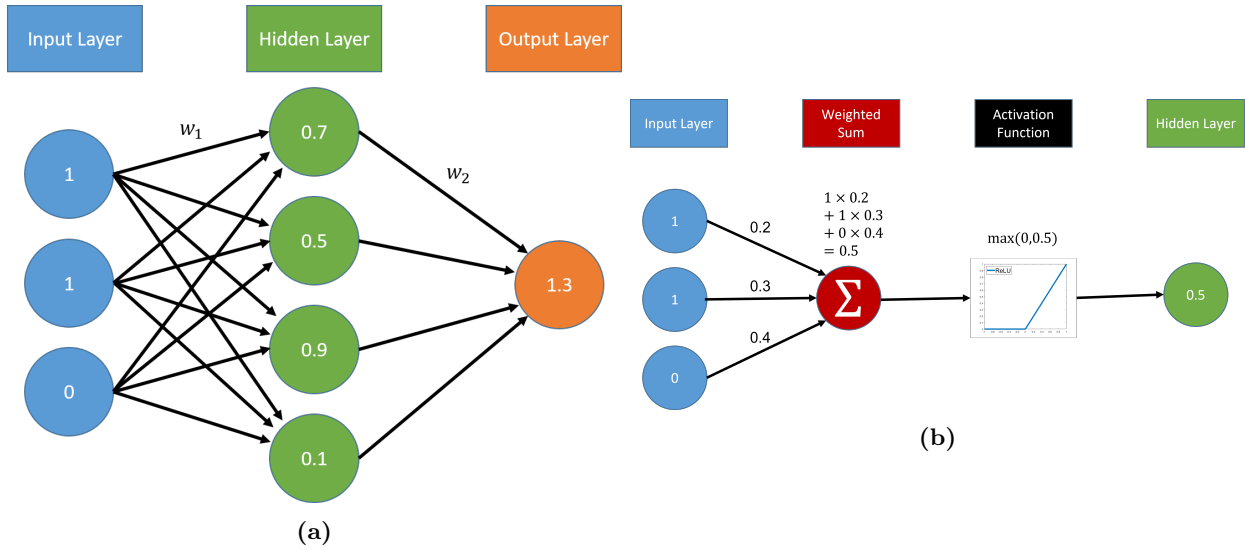 Input Layer
Hidden Layer
Output Layer
w₁
w₂
1
1
0
0.7
0.5
0.9
0.1
1.3
(a)
Input Layer
Weighted
Sum
Activation
Function
Hidden Layer
1
1
0
0.2
0.3
0.4
1 × 0.2
+ 1 × 0.3
+ 0 × 0.4
= 0.5
Σ
max(0,0.5)
ReLU
0.5
(b)